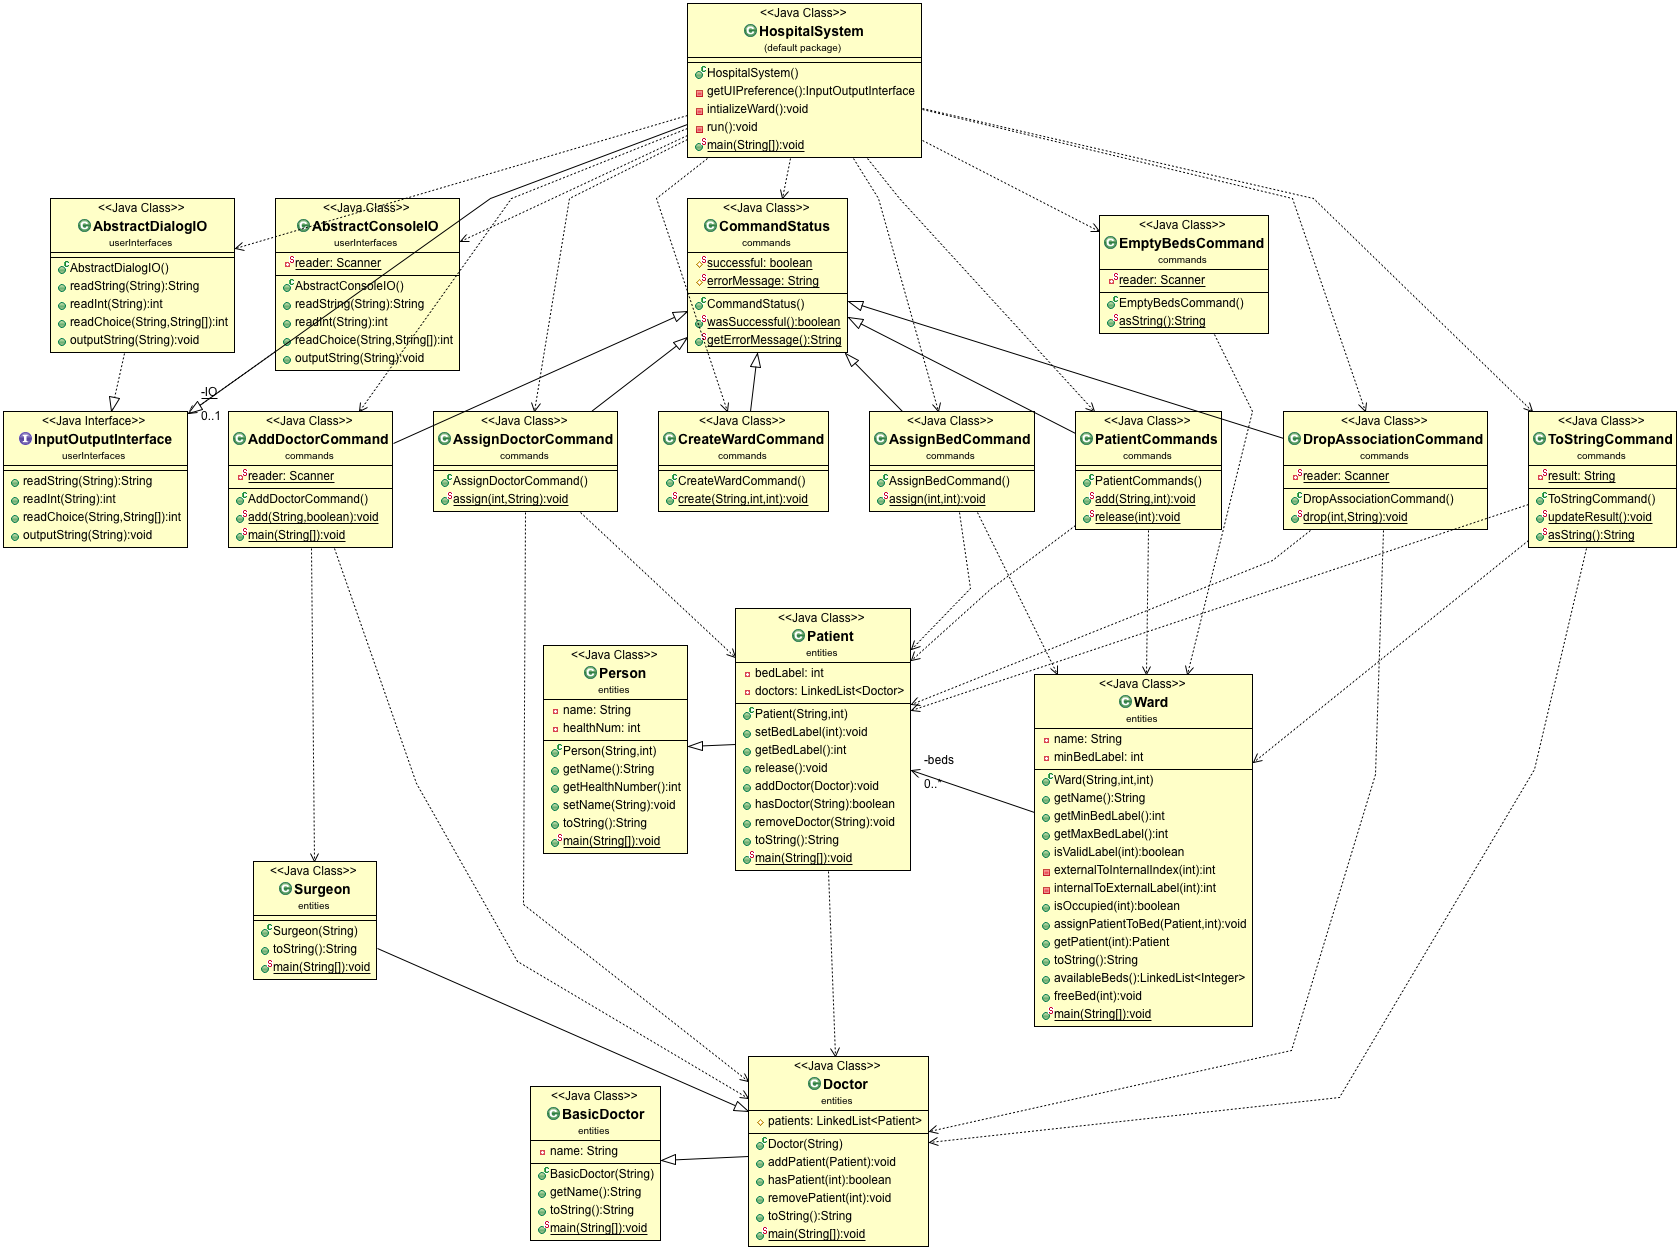 <<Java Class>>
HospitalSystem
(default package)
HospitalSystem()
getUIPreference():InputOutputInterface
intializeWard():void
run():void
main(String[]):void
<<Java Class>>
AbstractDialogIO
userInterfaces
AbstractDialogIO()
readString(String):String
readInt(String):int
readChoice(String,String[]):int
outputString(String):void
<<Java Class>>
AbstractConsoleIO
userInterfaces
reader: Scanner
AbstractConsoleIO()
readString(String):String
readInt(String):int
readChoice(String,String[]):int
outputString(String):void
<<Java Class>>
CommandStatus
commands
successful: boolean
errorMessage: String
CommandStatus()
wasSuccessful():boolean
getErrorMessage():String
<<Java Class>>
EmptyBedsCommand
commands
reader: Scanner
EmptyBedsCommand()
asString():String
-IO
0..1
<<Java Interface>>
InputOutputInterface
userInterfaces
readString(String):String
readInt(String):int
readChoice(String,String[]):int
outputString(String):void
<<Java Class>>
AddDoctorCommand
commands
reader: Scanner
AddDoctorCommand()
add(String,boolean):void
main(String[]):void
<<Java Class>>
AssignDoctorCommand
commands
AssignDoctorCommand()
assign(int,String):void
<<Java Class>>
CreateWardCommand
commands
CreateWardCommand()
create(String,int,int):void
<<Java Class>>
AssignBedCommand
commands
AssignBedCommand()
assign(int,int):void
<<Java Class>>
PatientCommands
commands
PatientCommands()
add(String,int):void
release(int):void
<<Java Class>>
DropAssociationCommand
commands
reader: Scanner
DropAssociationCommand()
drop(int,String):void
<<Java Class>>
ToStringCommand
commands
result: String
ToStringCommand()
updateResult():void
asString():String
<<Java Class>>
Person
entities
name: String
healthNum: int
Person(String,int)
getName():String
getHealthNumber():int
setName(String):void
toString():String
main(String[]):void
<<Java Class>>
Patient
entities
bedLabel: int
doctors: LinkedList<Doctor>
Patient(String,int)
setBedLabel(int):void
getBedLabel():int
release():void
addDoctor(Doctor):void
hasDoctor(String):boolean
removeDoctor(String):void
toString():String
main(String[]):void
-beds
0..*
<<Java Class>>
Ward
entities
name: String
minBedLabel: int
Ward(String,int,int)
getName():String
getMinBedLabel():int
getMaxBedLabel():int
isValidLabel(int):boolean
externalToInternalIndex(int):int
internalToExternalLabel(int):int
isOccupied(int):boolean
assignPatientToBed(Patient,int):void
getPatient(int):Patient
toString():String
availableBeds():LinkedList<Integer>
freeBed(int):void
main(String[]):void
<<Java Class>>
Surgeon
entities
Surgeon(String)
toString():String
main(String[]):void
<<Java Class>>
BasicDoctor
entities
name: String
BasicDoctor(String)
getName():String
toString():String
main(String[]):void
<<Java Class>>
Doctor
entities
patients: LinkedList<Patient>
Doctor(String)
addPatient(Patient):void
hasPatient(int):boolean
removePatient(int):void
toString():String
main(String[]):void